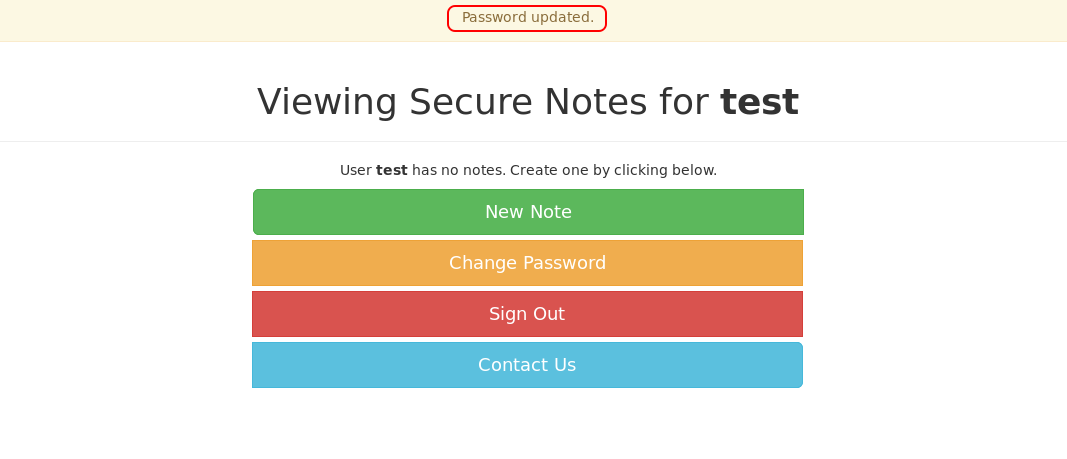 Password updated.
Viewing Secure Notes for test
User test has no notes. Create one by clicking below.
New Note
Change Password
Sign Out
Contact Us